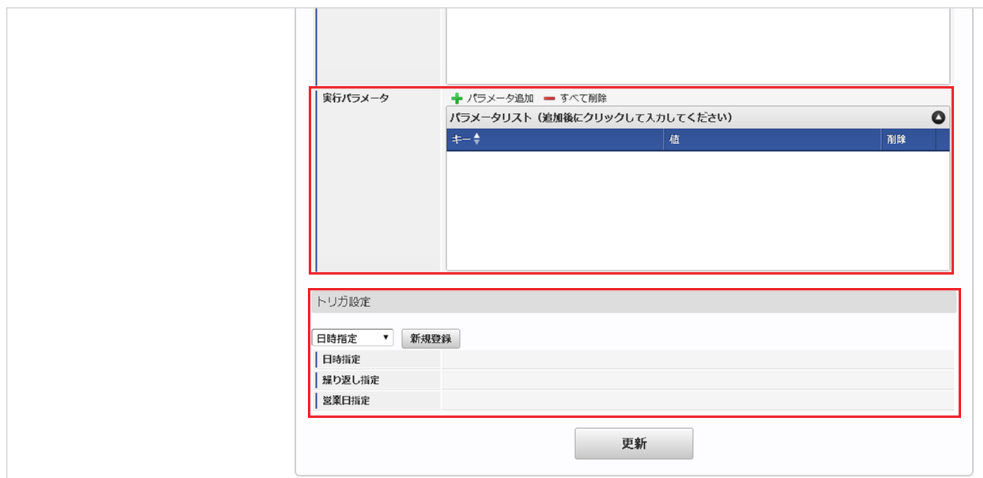 実行パラメータ
パラメータ追加 すべて削除
パラメータリスト（追加後にクリックして入力してください）
キー 値 削除
トリガ設定
日時指定 新規登録
日時指定
繰り返し指定
営業日指定
更新